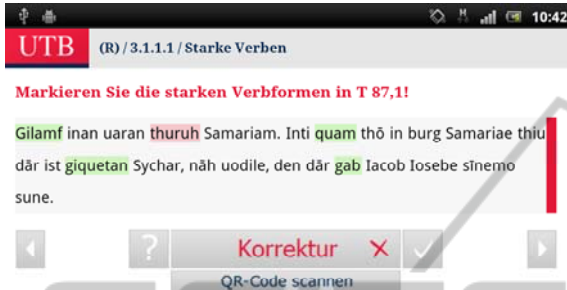 10:42
UTB (R) / 3.1.1.1 / Starke Verben
Markieren Sie die starken Verbformen in T 87,1!
Gilamf inan uaran thuruh Samariam. Inti quam thō in burg Samariae thiu
dār ist giquetan Sychar, nāh uodile, den dār gab Iacob Iosebe sīnemo
sune.
? Korrektur
QR-Code scannen